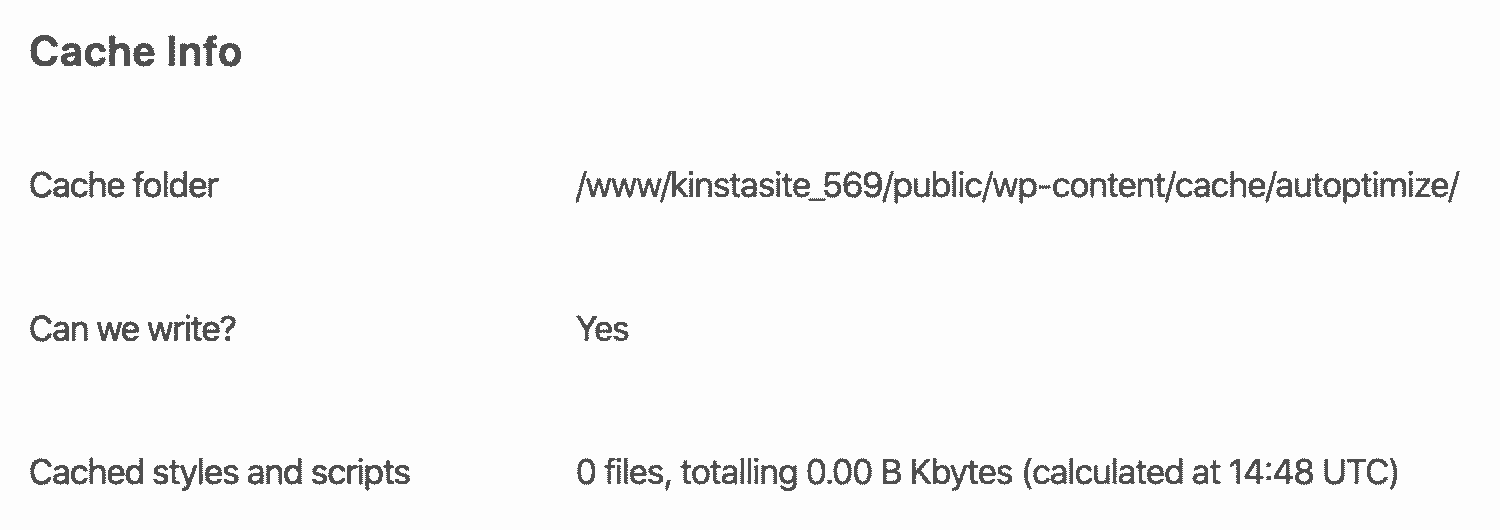 Cache Info
Cache folder /www/kinstasite_569/public/wp-content/cache/autoptimize/
Can we write? Yes
Cached styles and scripts 0 files, totalling 0.00 B Kbytes (calculated at 14:48 UTC)